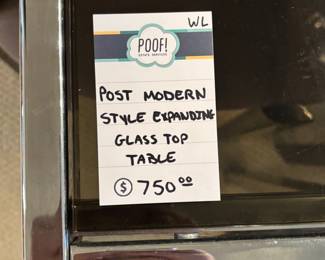 WL
POOF!
ESTATE SERVICES
POST MODERN
STYLE EXPANDING
GLASS TOP
TABLE
$ 750.00